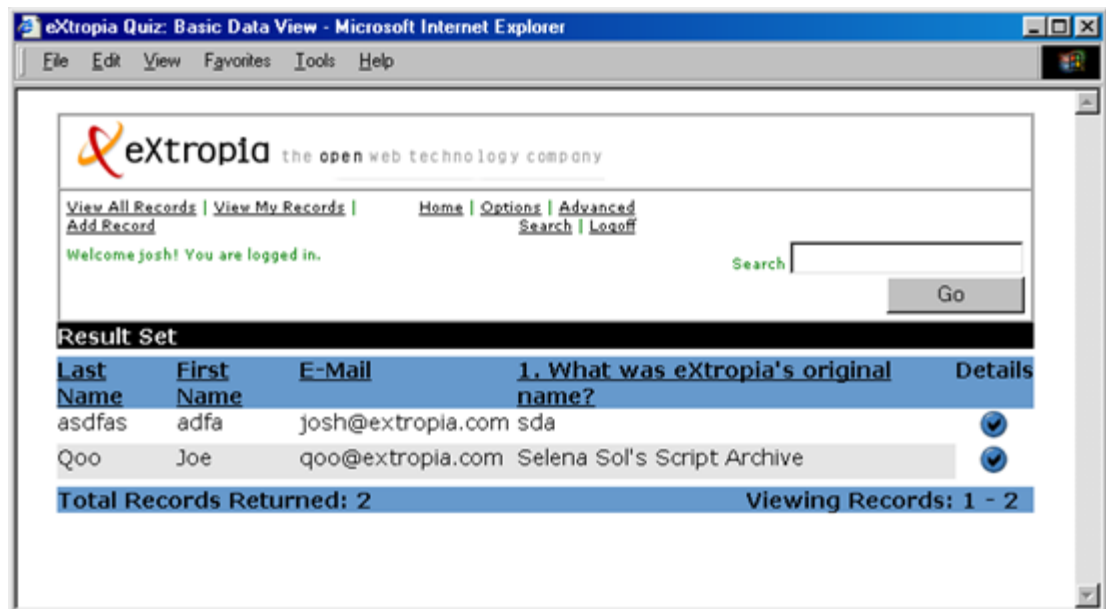 eXtropia Quiz: Basic Data View - Microsoft Internet Explorer
File Edit View Favorites Tools Help
eXtropia the open web technology company
View All Records | View My Records |
Add Record
Home | Options | Advanced
Search | Logoff
Welcome josh! You are logged in.
Search
Go
Result Set
Last Name First Name E-Mail 1. What was eXtropia's original name? Details
asdfas adfa josh@extropia.com sda
Qoo Joe qoo@extropia.com Selena Sol's Script Archive
Total Records Returned: 2 Viewing Records: 1 - 2